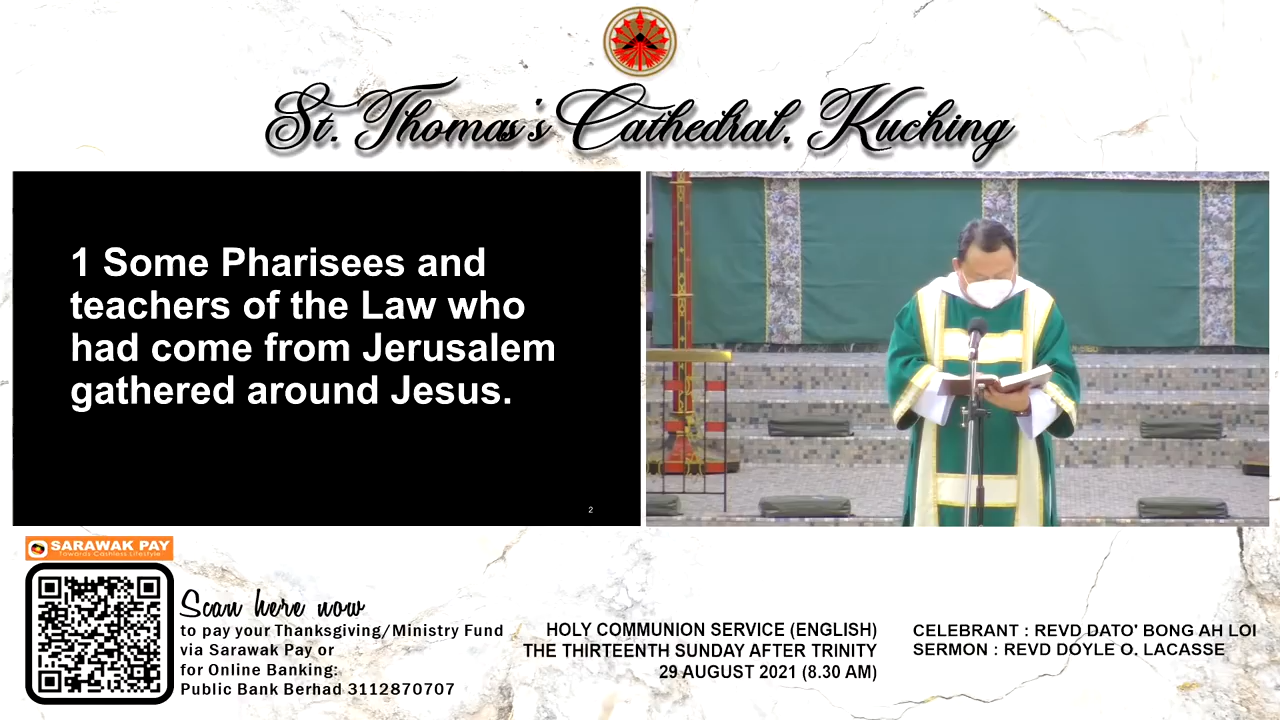 St. Thomas's Cathedral, Kuching
1 Some Pharisees and
teachers of the Law who
had come from Jerusalem
gathered around Jesus.
2
SARAWAK PAY
Towards Cashless Lifestyle
Scan here now
to pay your Thanksgiving/Ministry Fund
via Sarawak Pay or
for Online Banking:
Public Bank Berhad 3112870707
HOLY COMMUNION SERVICE (ENGLISH)
THE THIRTEENTH SUNDAY AFTER TRINITY
29 AUGUST 2021 (8.30 AM)
CELEBRANT : REVD DATO' BONG AH LOI
SERMON : REVD DOYLE O. LACASSE